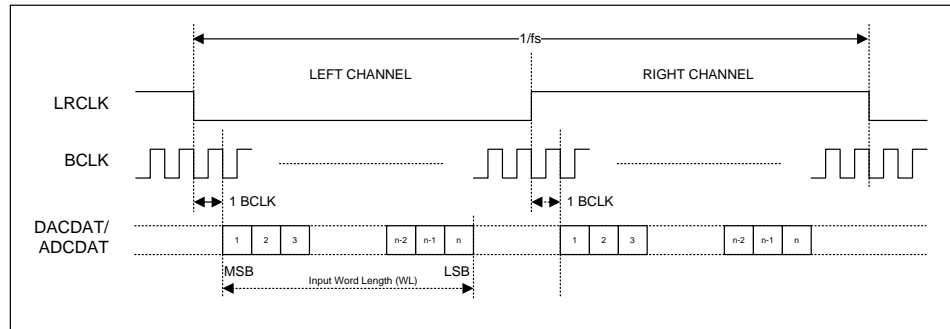 1/fs
LEFT CHANNEL RIGHT CHANNEL
LRCLK
BCLK
1 BCLK 1 BCLK
DACDAT/
ADCDAT
1 2 3 n-2 n-1 n 1 2 3 n-2 n-1 n
MSB LSB
Input Word Length (WL)